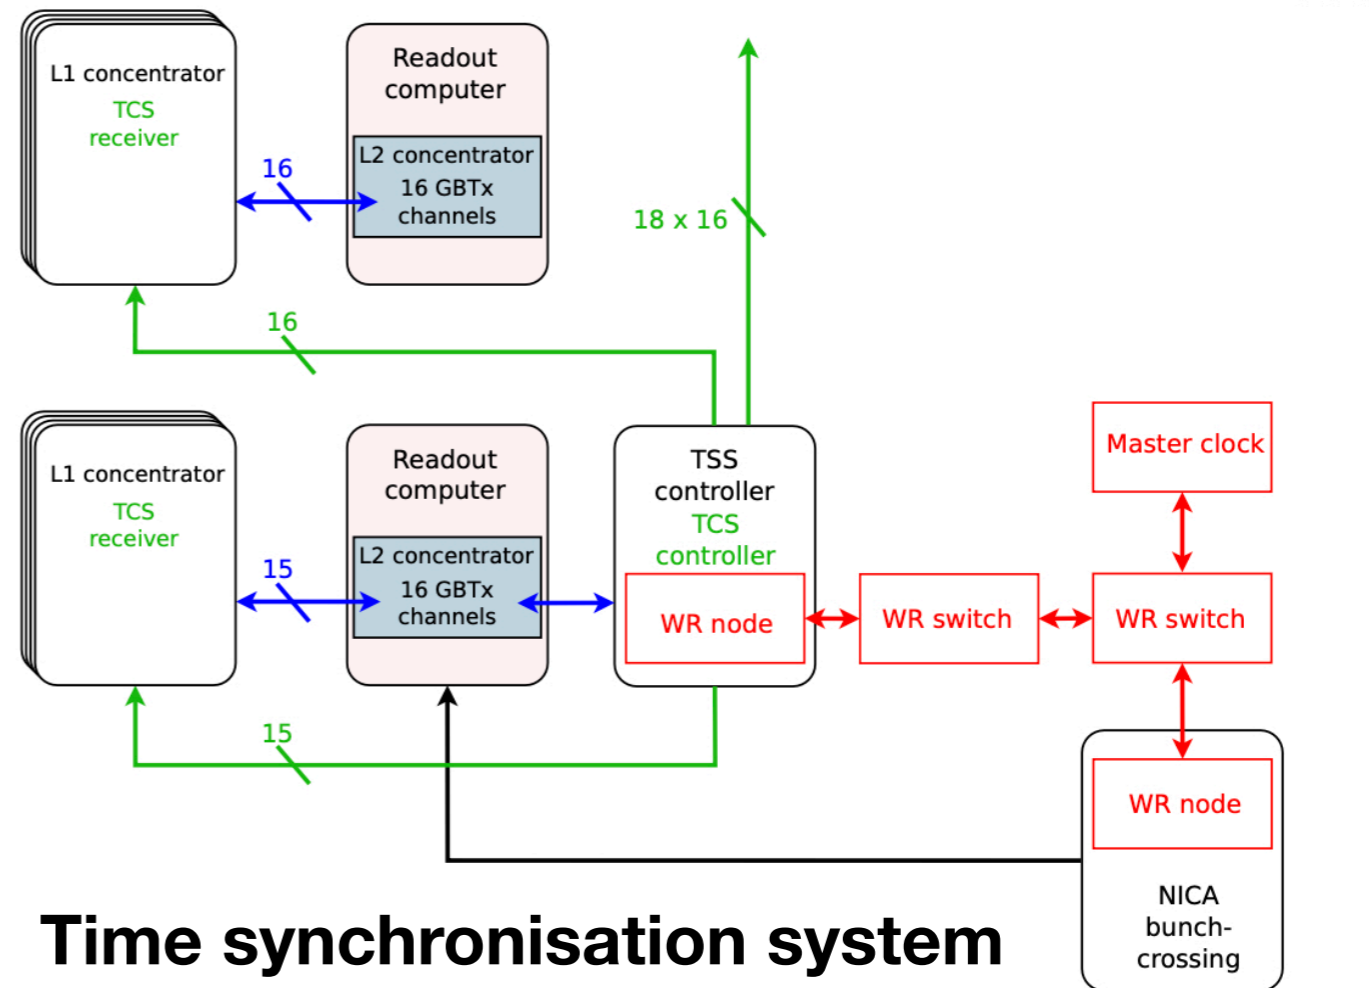 L1 concentrator
TCS
receiver
16
Readout
computer
L2 concentrator
16 GBTx
channels
18 x 16
16
L1 concentrator
TCS
receiver
15
Readout
computer
L2 concentrator
16 GBTx
channels
TSS
controller
TCS
controller
WR node
WR switch
Master clock
WR switch
15
WR node
NICA
bunch-
crossing
Time synchronisation system